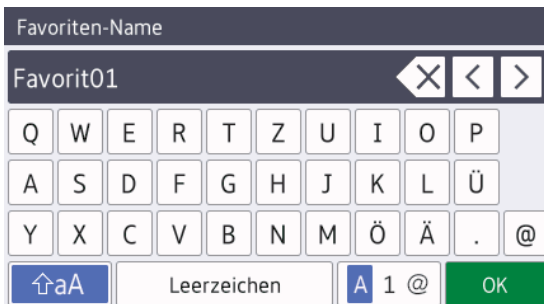 Favoriten-Name
Favorit01
Q W E R T Z U I O P
A S D F G H J K L Ü
Y X C V B N M Ö Ä . @
aA Leerzeichen A 1 @ OK